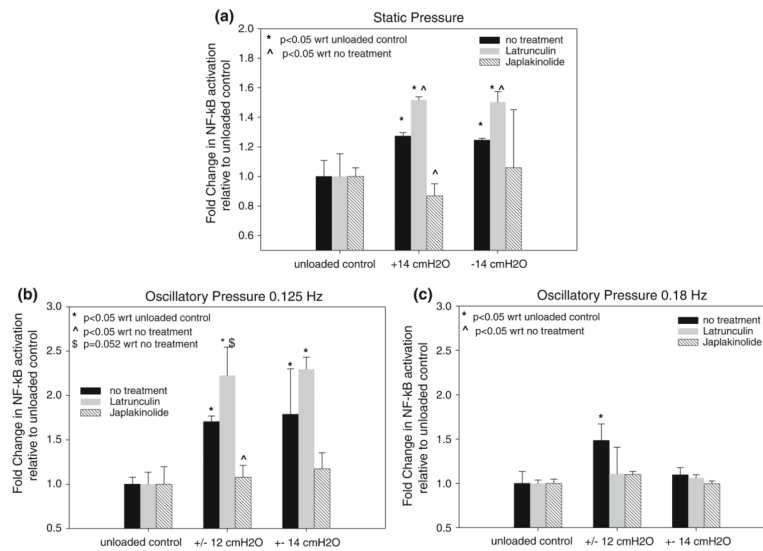 (a)
Static Pressure
Fold Change in NF-kB activation
relative to unloaded control
2.0
1.8
1.6
1.4
1.2
1.0
0.8
0.6
* p<0.05 wrt unloaded control
^ p<0.05 wrt no treatment
no treatment
Latrunculin
Japlakinolide
* ^
* ^
*
*
^
unloaded control +14 cmH2O -14 cmH2O
(b)
Oscillatory Pressure 0.125 Hz
Fold Change in NF-kB activation
relative to unloaded control
3.0
2.5
2.0
1.5
1.0
0.5
* p<0.05 wrt unloaded control
^ p<0.05 wrt no treatment
$ p=0.052 wrt no treatment
no treatment
Latrunculin
Japlakinolide
* $
* *
*
^
unloaded control +/- 12 cmH2O +- 14 cmH2O
(c)
Oscillatory Pressure 0.18 Hz
Fold Change in NF-kB activation
relative to unloaded control
3.0
2.5
2.0
1.5
1.0
0.5
* p<0.05 wrt unloaded control
^ p<0.05 wrt no treatment
no treatment
Latrunculin
Japlakinolide
*
unloaded control +/- 12 cmH2O +- 14 cmH2O